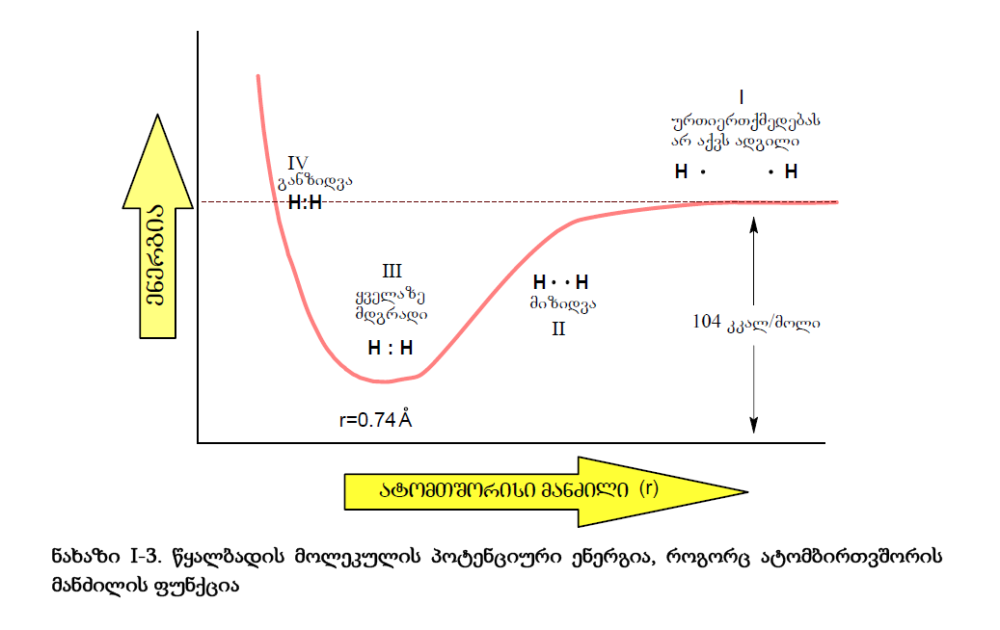 I
ურთიერთქმედებას
არ აქვს ადგილი
H · · H
IV
განზიდვა
H:H
ენერგია
III
ყველაზე
მდგრადი
H : H
H · · H
მიზიდვა
II
104 კკალ/მოლი
r=0.74 Å
ატომთშორისი მანძილი (r)
ნახაზი I-3. წყალბადის მოლეკულის პოტენციური ენერგია, როგორც ატომბირთვშორის
მანძილის ფუნქცია